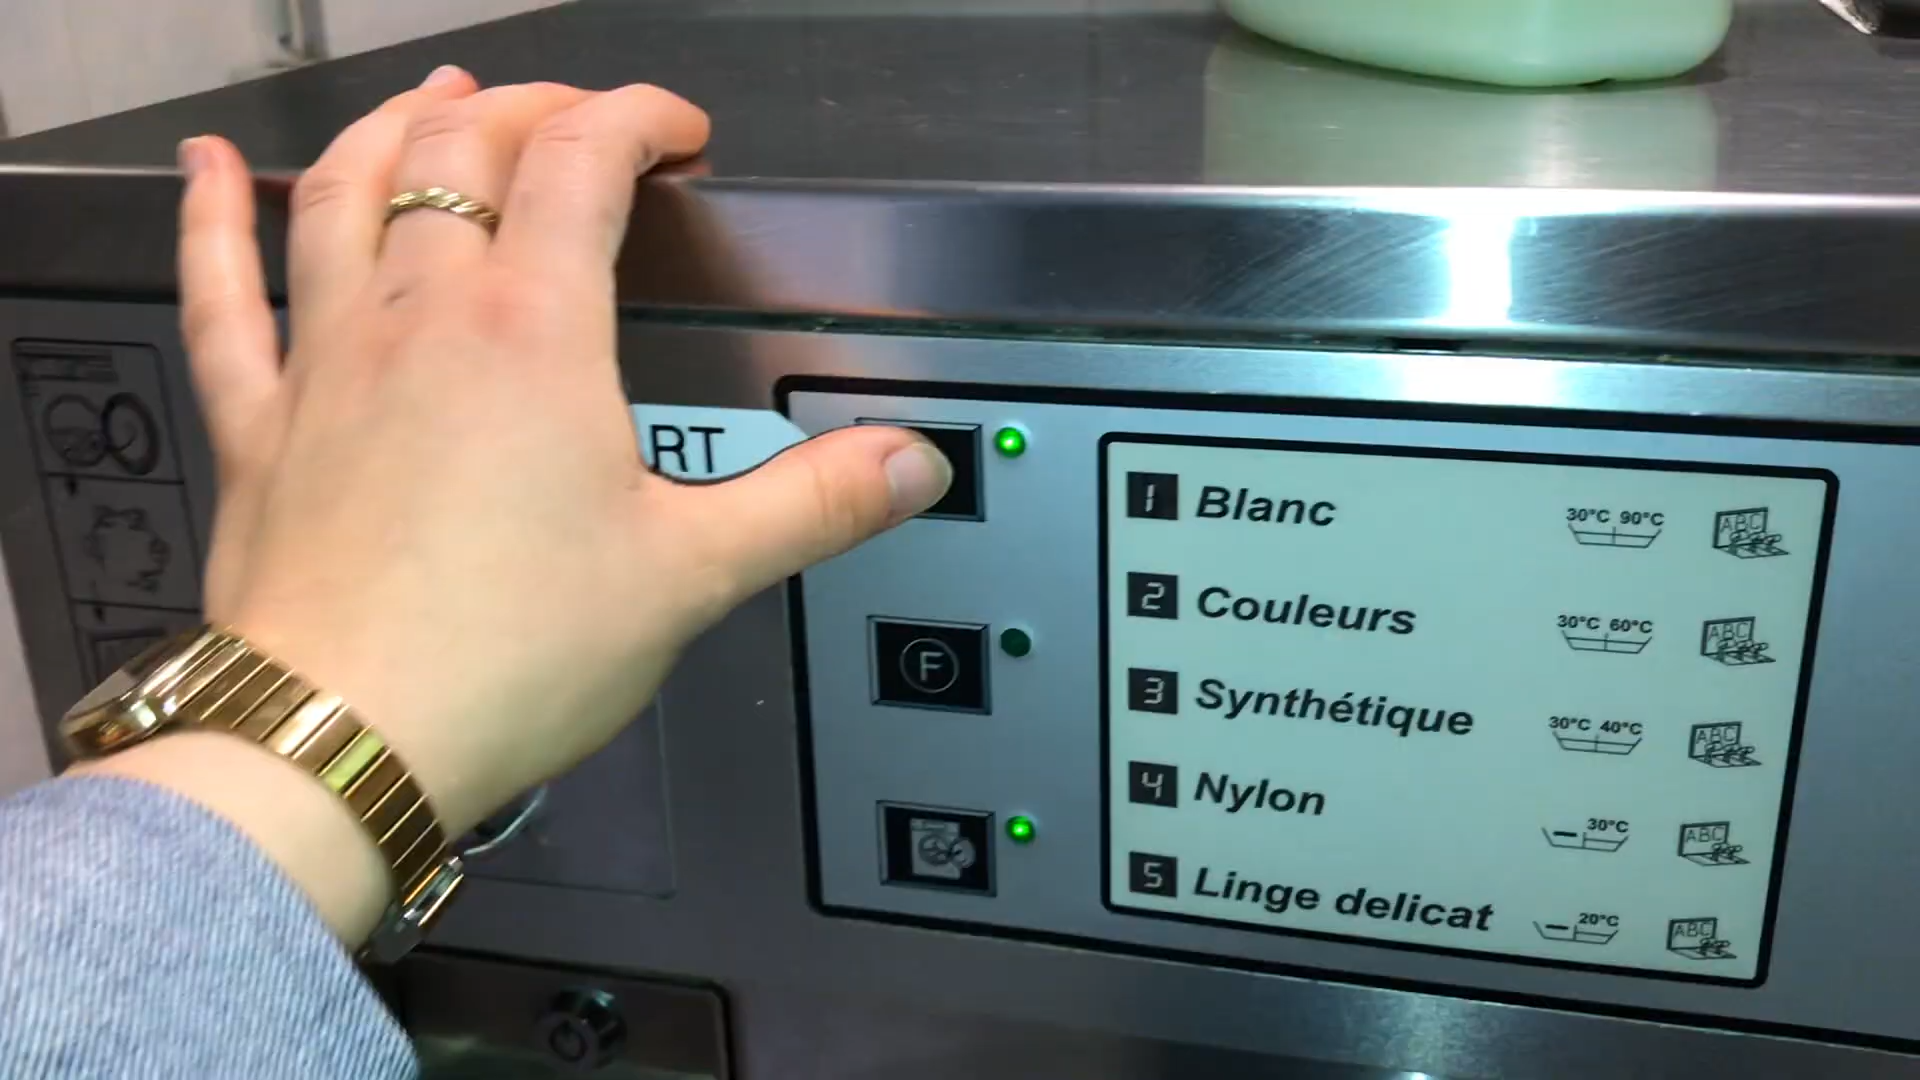 RT
F
1 Blanc 30°C 90°C ABC
2 Couleurs 30°C 60°C ABC
3 Synthétique 30°C 40°C ABC
4 Nylon 30°C ABC
5 Linge delicat 20°C ABC